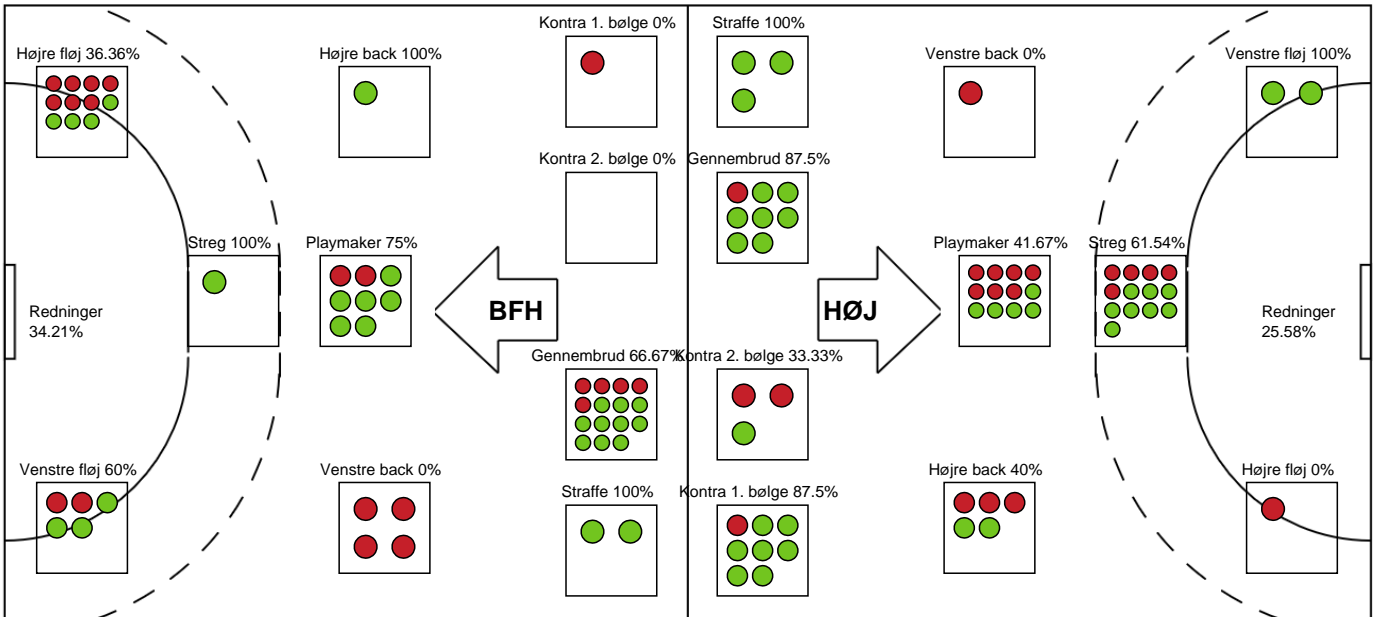 Kontra 1. bølge 0%
Straffe 100%
Højre fløj 36.36%
Højre back 100%
Venstre back 0%
Venstre fløj 100%
Kontra 2. bølge 0%
Gennembrud 87.5%
Streg 100%
Playmaker 75%
Playmaker 41.67%
Streg 61.54%
Redninger
34.21%
BFH
HØJ
Redninger
25.58%
Gennembrud 66.67%
Kontra 2. bølge 33.33%
Venstre fløj 60%
Venstre back 0%
Højre back 40%
Højre fløj 0%
Straffe 100%
Kontra 1. bølge 87.5%